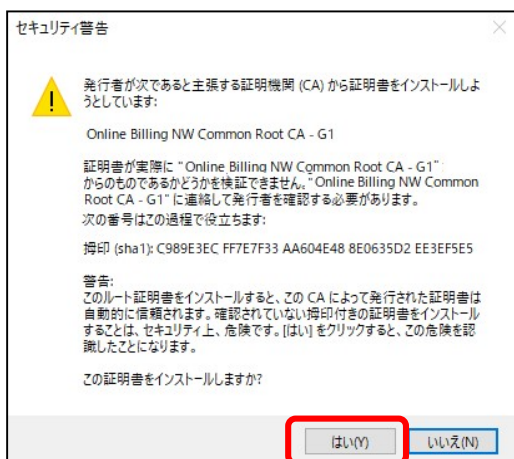 セキュリティ警告
発行者が次であると主張する証明機関 (CA) から証明書をインストールしよ
うとしています:
Online Billing NW Common Root CA - G1
証明書が実際に "Online Billing NW Common Root CA - G1"
からのものであるかどうかを検証できません。"Online Billing NW Common
Root CA - G1" に連絡して発行者を確認する必要があります。
次の番号はこの過程で役立ちます:
拇印 (sha1): C989E3EC FF7E7F33 AA604E48 8E0635D2 EE3EF5E5
警告:
このルート証明書をインストールすると、この CA によって発行された証明書は
自動的に信頼されます。確認されていない拇印付きの証明書をインストール
することは、セキュリティ上、危険です。[はい] をクリックすると、この危険を認
識したことになります。
この証明書をインストールしますか?
はい(Y) いいえ(N)